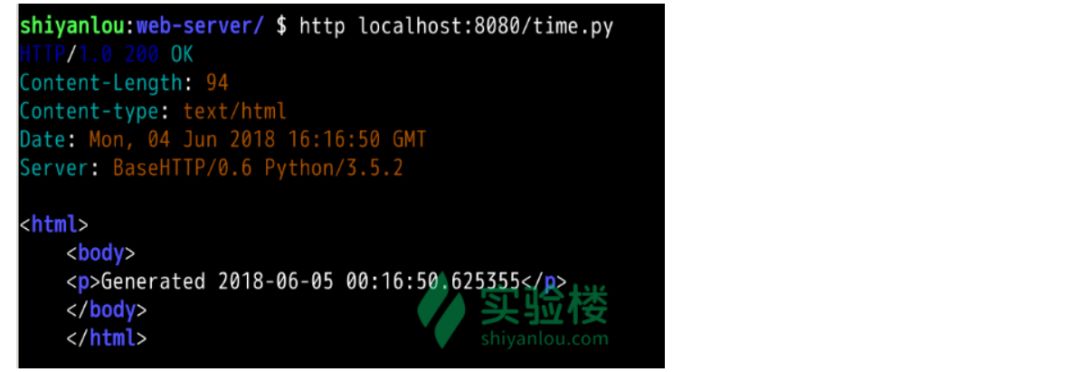 shiyanlou:web-server/ $ http localhost:8080/time.py
HTTP/1.0 200 OK
Content-Length: 94
Content-type: text/html
Date: Mon, 04 Jun 2018 16:16:50 GMT
Server: BaseHTTP/0.6 Python/3.5.2
<html>
<body>
<p>Generated 2018-06-05 00:16:50.625355</p>
</body>
</html>
实验楼
shiyanlou.com